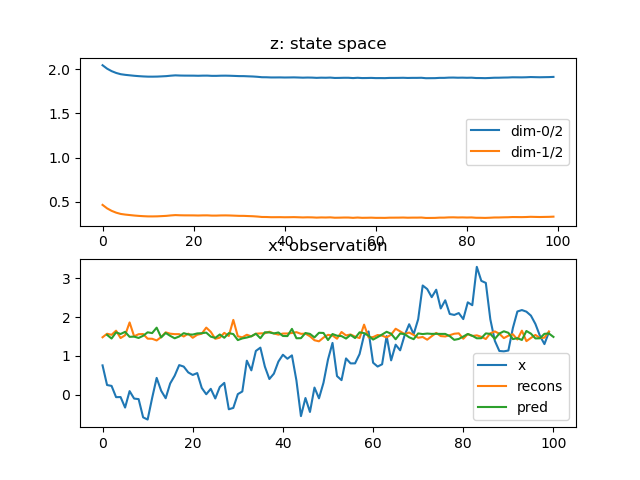 z: state space
2.0
1.5
1.0
0.5
dim-0/2
dim-1/2
0 20 40 60 80 100
x: observation
3
2
1
0
x
recons
pred
0 20 40 60 80 100